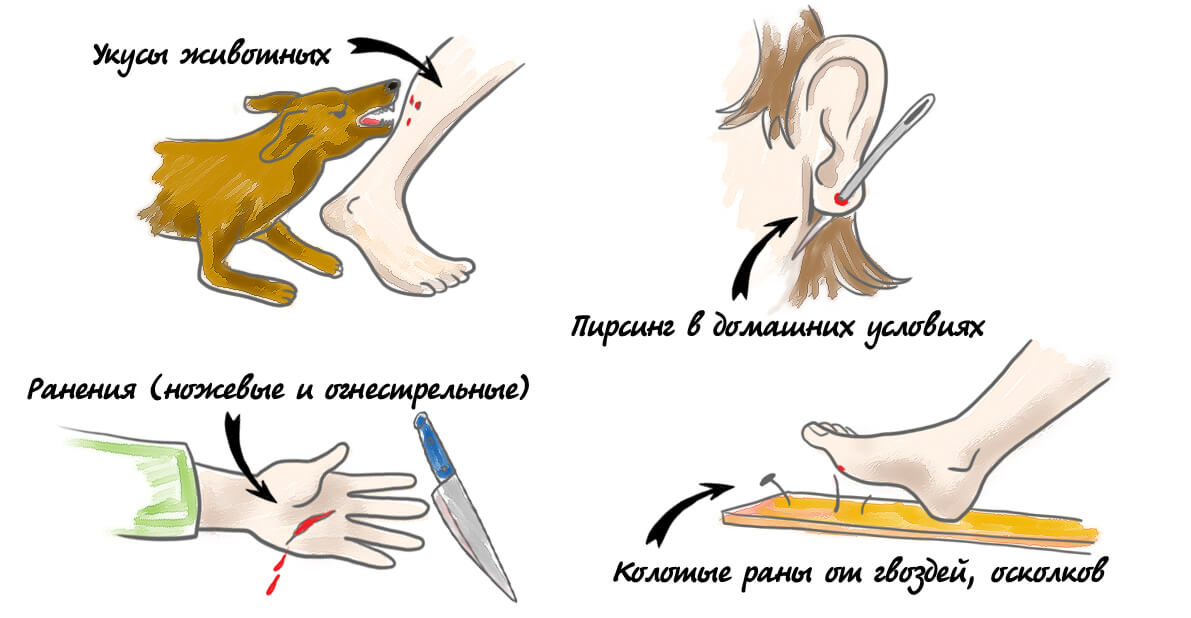 Укусы животных
Пирсинг в домашних условиях
Ранения (ножевые и огнестрельные)
Колотые раны от гвоздей, осколков